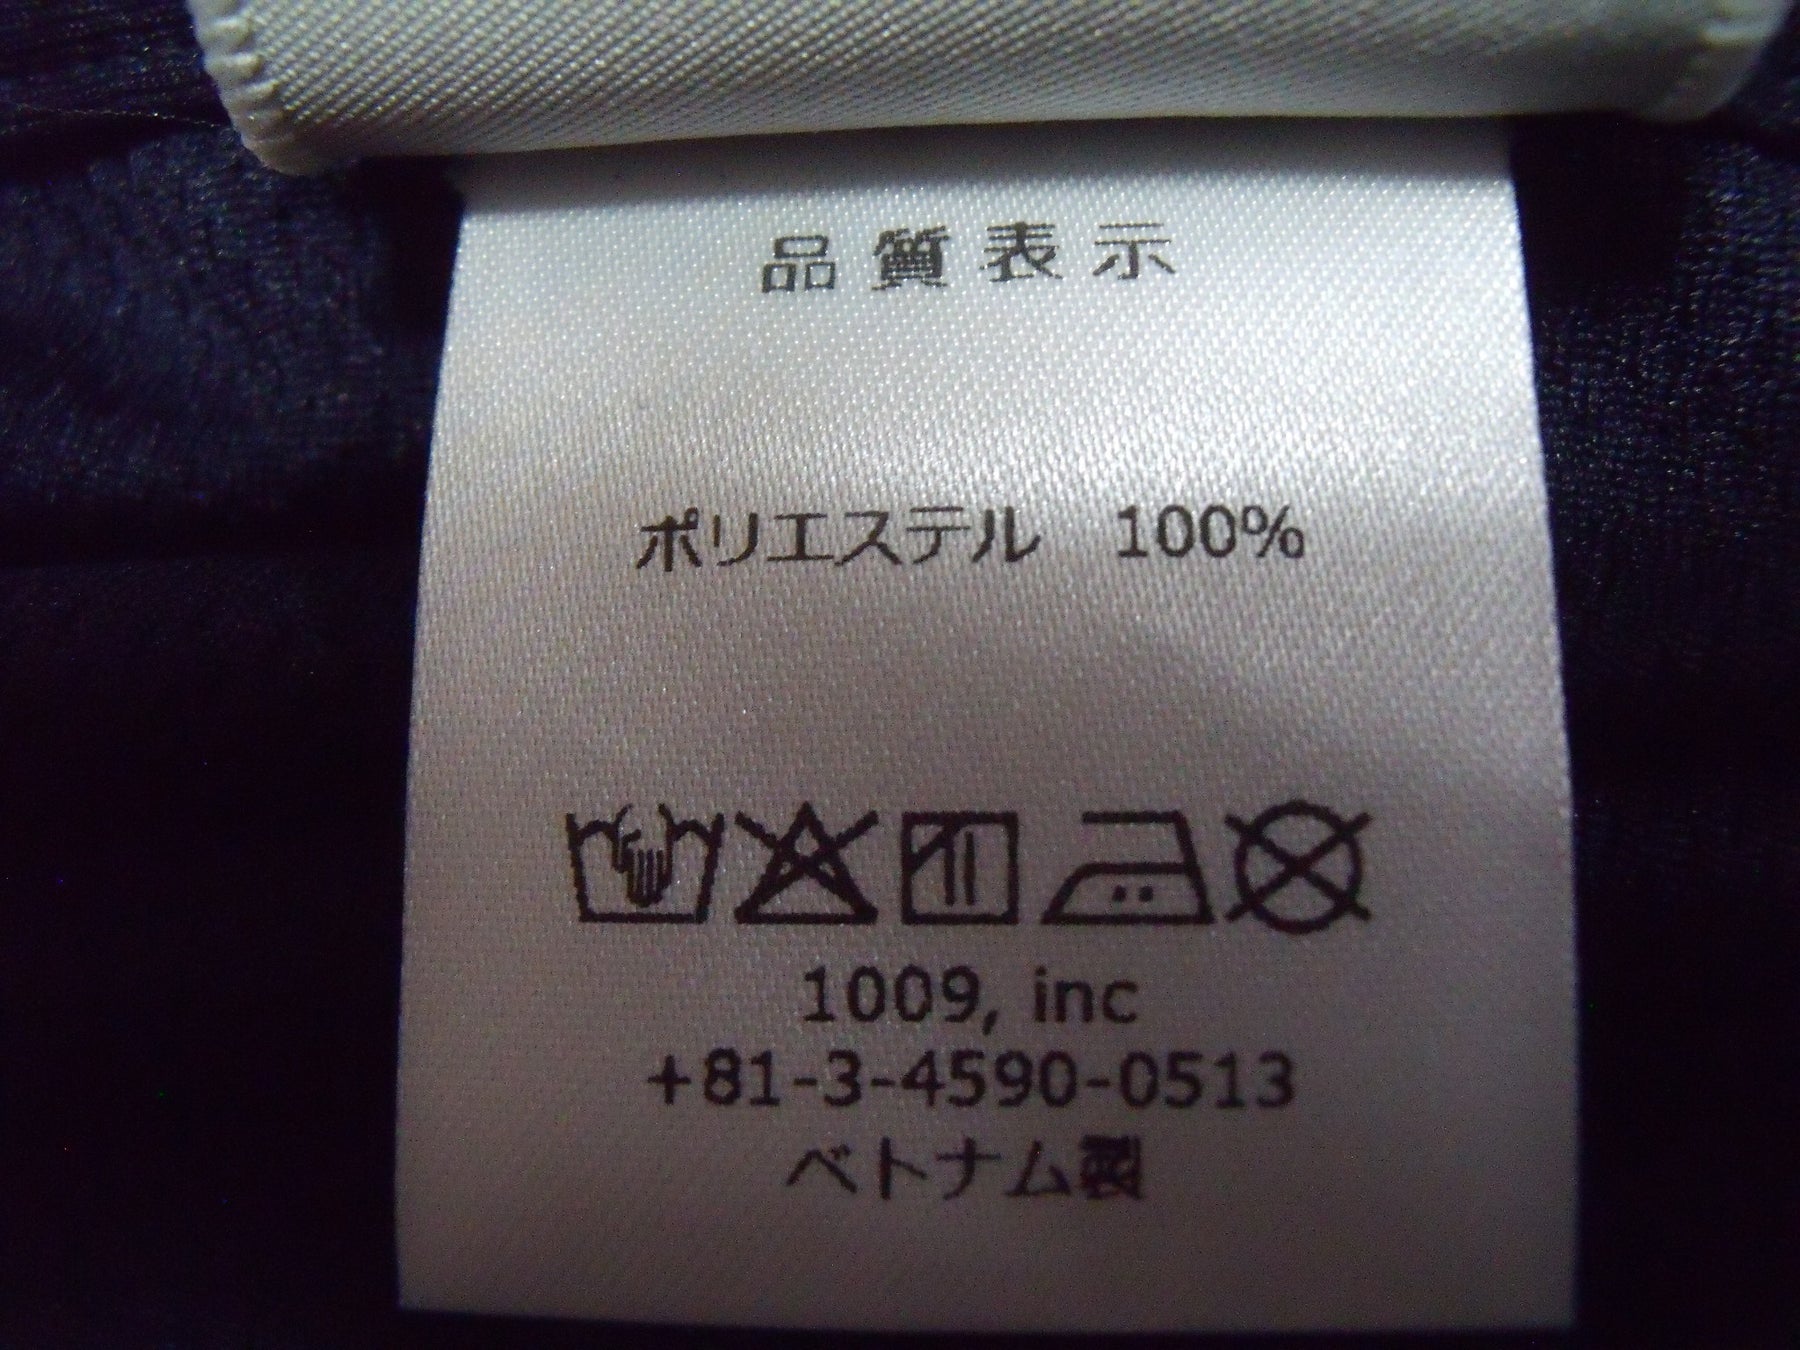 品質表示
ポリエステル 100%
1009, inc
+81-3-4590-0513
ベトナム製